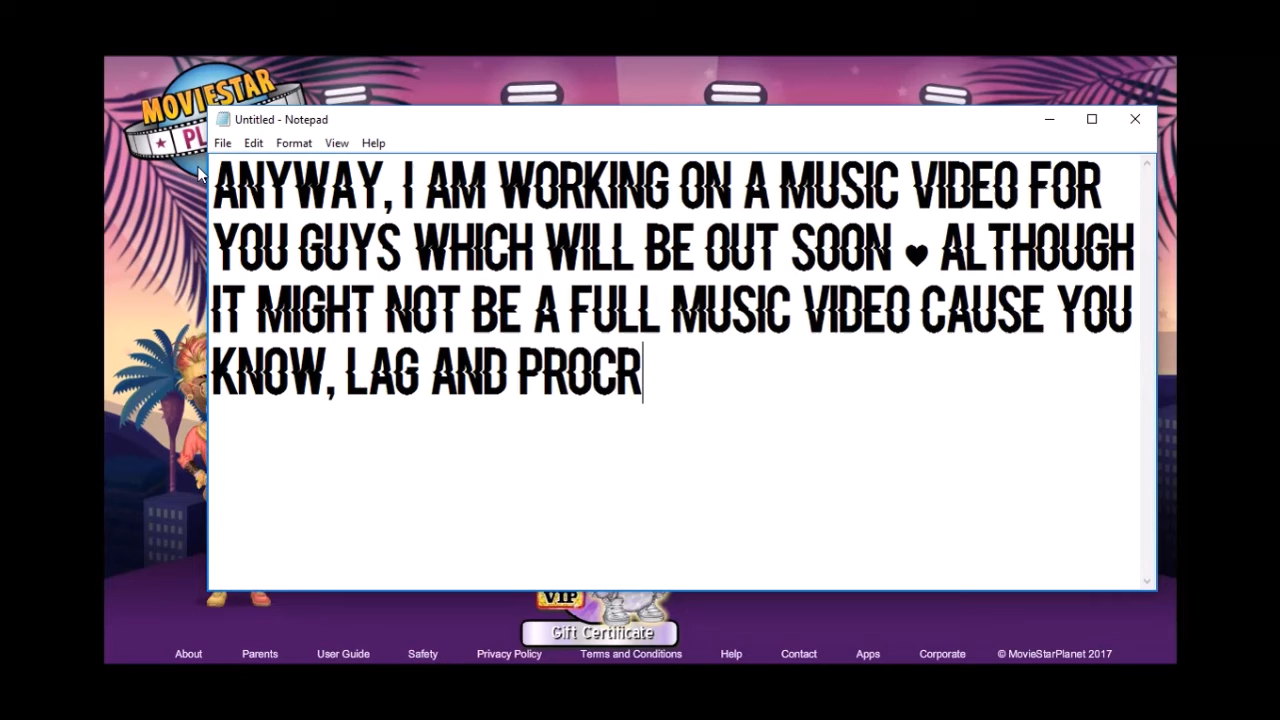 MOVIESTAR
PL
Untitled - Notepad
File Edit Format View Help
ANYWAY, I AM WORKING ON A MUSIC VIDEO FOR
YOU GUYS WHICH WILL BE OUT SOON ♥ ALTHOUGH
IT MIGHT NOT BE A FULL MUSIC VIDEO CAUSE YOU
KNOW, LAG AND PROCR
VIP
Gift Certificate
About Parents User Guide Safety Privacy Policy Terms and Conditions Help Contact Apps Corporate © MovieStarPlanet 2017